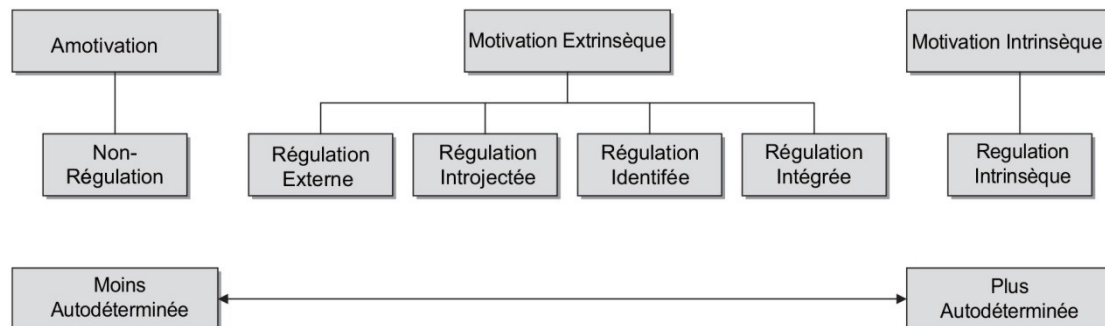 Amotivation
Motivation Extrinsèque
Motivation Intrinsèque
Non-
Régulation
Régulation
Externe
Régulation
Introjectée
Régulation
Identifée
Régulation
Intégrée
Regulation
Intrinsèque
Moins
Autodéterminée
Plus
Autodéterminée